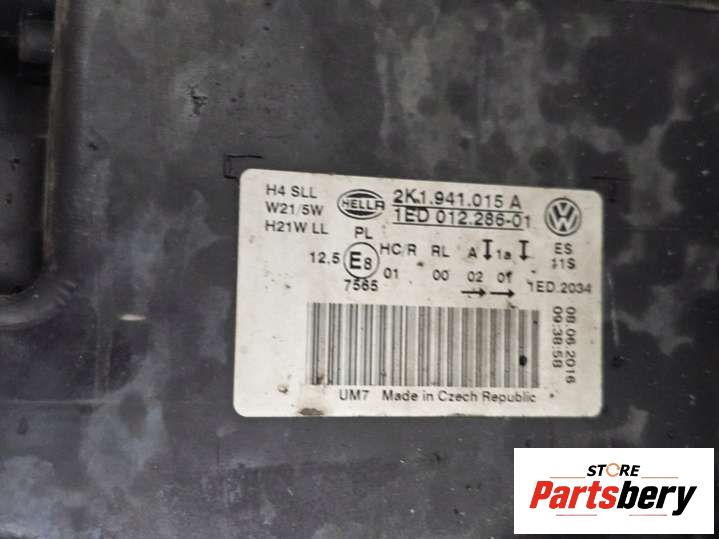 H4 SLL
W21/5W
H21W LL
HELLA
2K1.941.015 A
1ED 012.286-01
PL
12,5 E8 HC/R RL A 1a ES
01 00 02 01 11S
7565 1ED.2034
08.06.2016
09:38:58
UM7 Made in Czech Republic
STORE
Partsbery